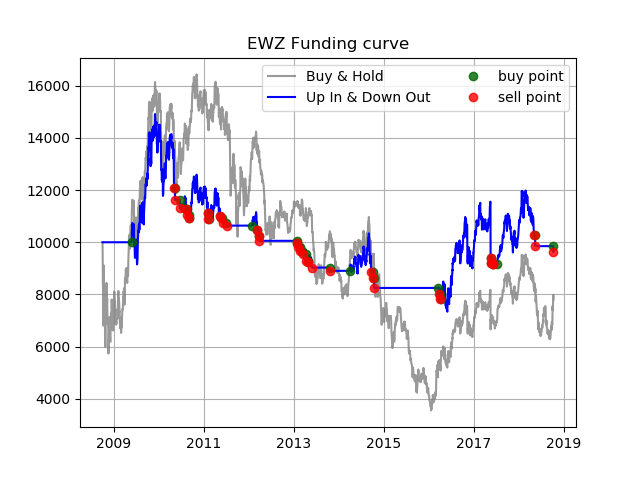 EWZ Funding curve
Buy & Hold
Up In & Down Out
buy point
sell point
16000
14000
12000
10000
8000
6000
4000
2009 2011 2013 2015 2017 2019